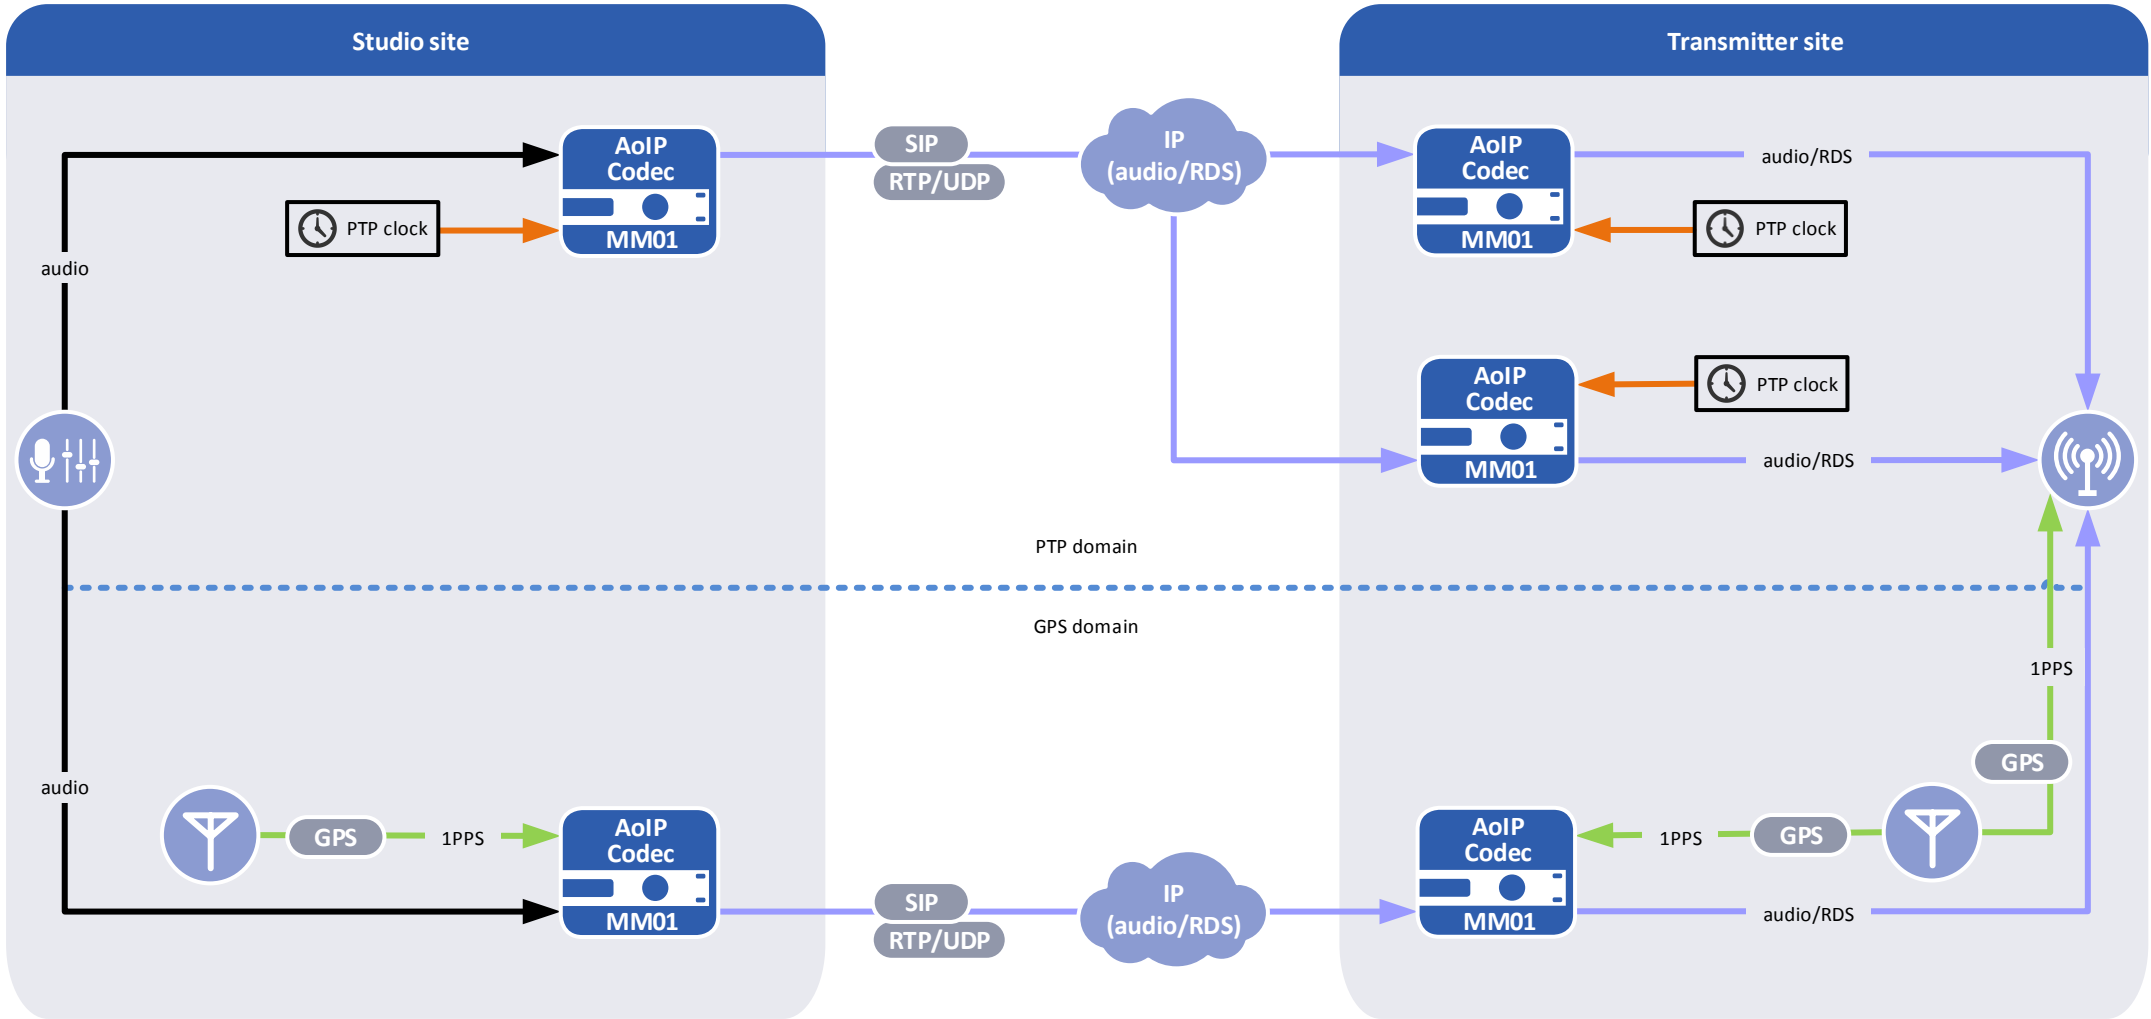 Studio site
Transmitter site
AoIP
Codec
MM01
SIP
RTP/UDP
IP
(audio/RDS)
AoIP
Codec
MM01
audio/RDS
PTP clock
PTP clock
audio
AoIP
Codec
MM01
PTP clock
audio/RDS
PTP domain
GPS domain
1PPS
GPS
audio
GPS
1PPS
AoIP
Codec
MM01
SIP
RTP/UDP
IP
(audio/RDS)
AoIP
Codec
MM01
1PPS
GPS
audio/RDS